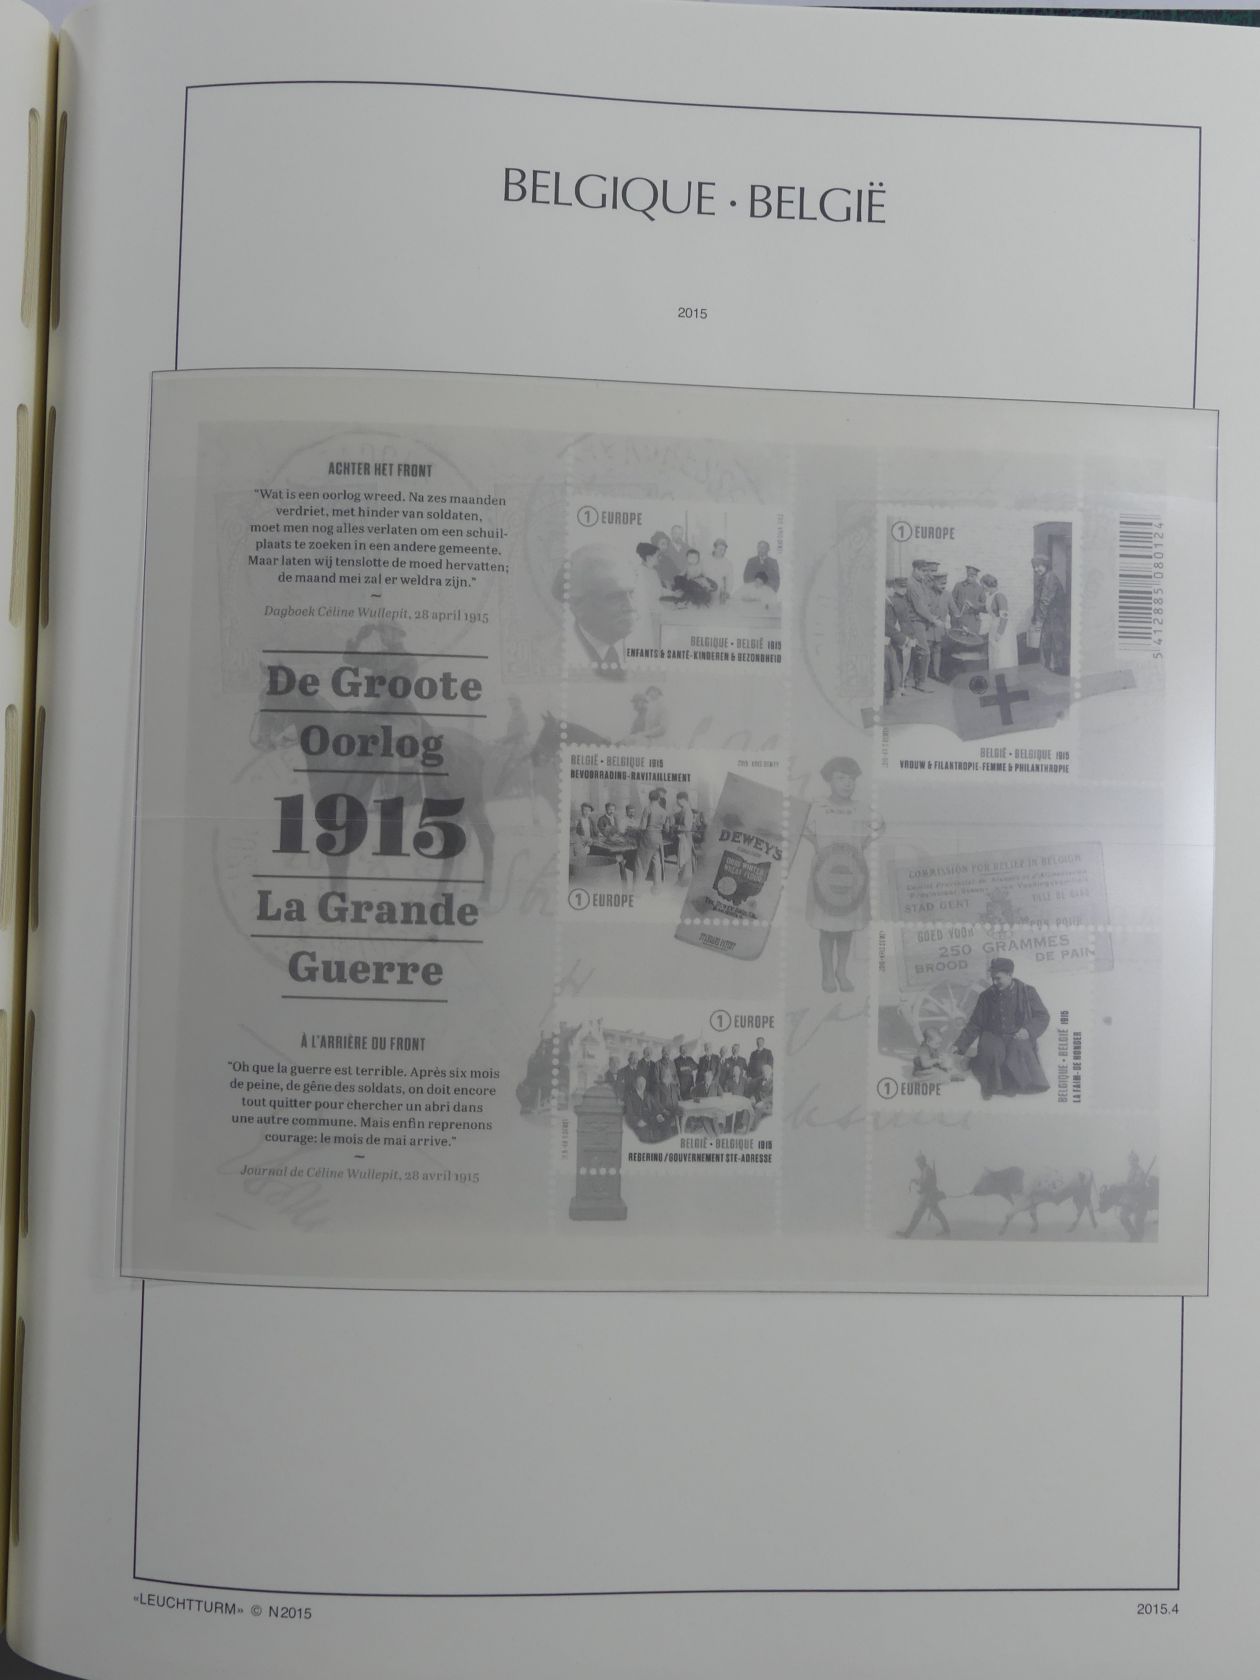 BELGIQUE · BELGIË
2015
ACHTER HET FRONT
"Wat is een oorlog wreed. Na zes maanden
verdriet, met hinder van soldaten,
moet men nog alles verlaten om een schuil-
plaats te zoeken in een andere gemeente.
Maar laten wij tenslotte de moed hervatten;
de maand mei zal er weldra zijn."
Dagboek Céline Wullepit, 28 april 1915
De Groote
Oorlog
1915
La Grande
Guerre
À L'ARRIÈRE DU FRONT
"Oh que la guerre est terrible. Après six mois
de peine, de gêne des soldats, on doit encore
tout quitter pour chercher un abri dans
une autre commune. Mais enfin reprenons
courage: le mois de mai arrive."
Journal de Céline Wullepit, 28 avril 1915
1 EUROPE
BELGIQUE · BELGIË 1915
ENFANTS & SANTÉ-KINDEREN & GEZONDHEID
BELGIË · BELGIQUE 1915
BEVOORRADING-RAVITAILLEMENT
DEWEY'S
1 EUROPE
1 EUROPE
BELGIË · BELGIQUE 1915
REGERING/GOUVERNEMENT STE-ADRESSE
1 EUROPE
BELGIË · BELGIQUE 1915
VROUW & FILANTROPIE-FEMME & PHILANTHROPIE
5 412885 080124
COMMISSION FOR RELIEF IN BELGIUM
STAD GENT
VILLE DE GAND
GOED VOOR
BON POUR
250 GRAMMES
BROOD
DE PAIN
1 EUROPE
BELGIQUE · BELGIË 1915
LA FAIM-DE HONGER
«LEUCHTTURM» © N2015
2015.4